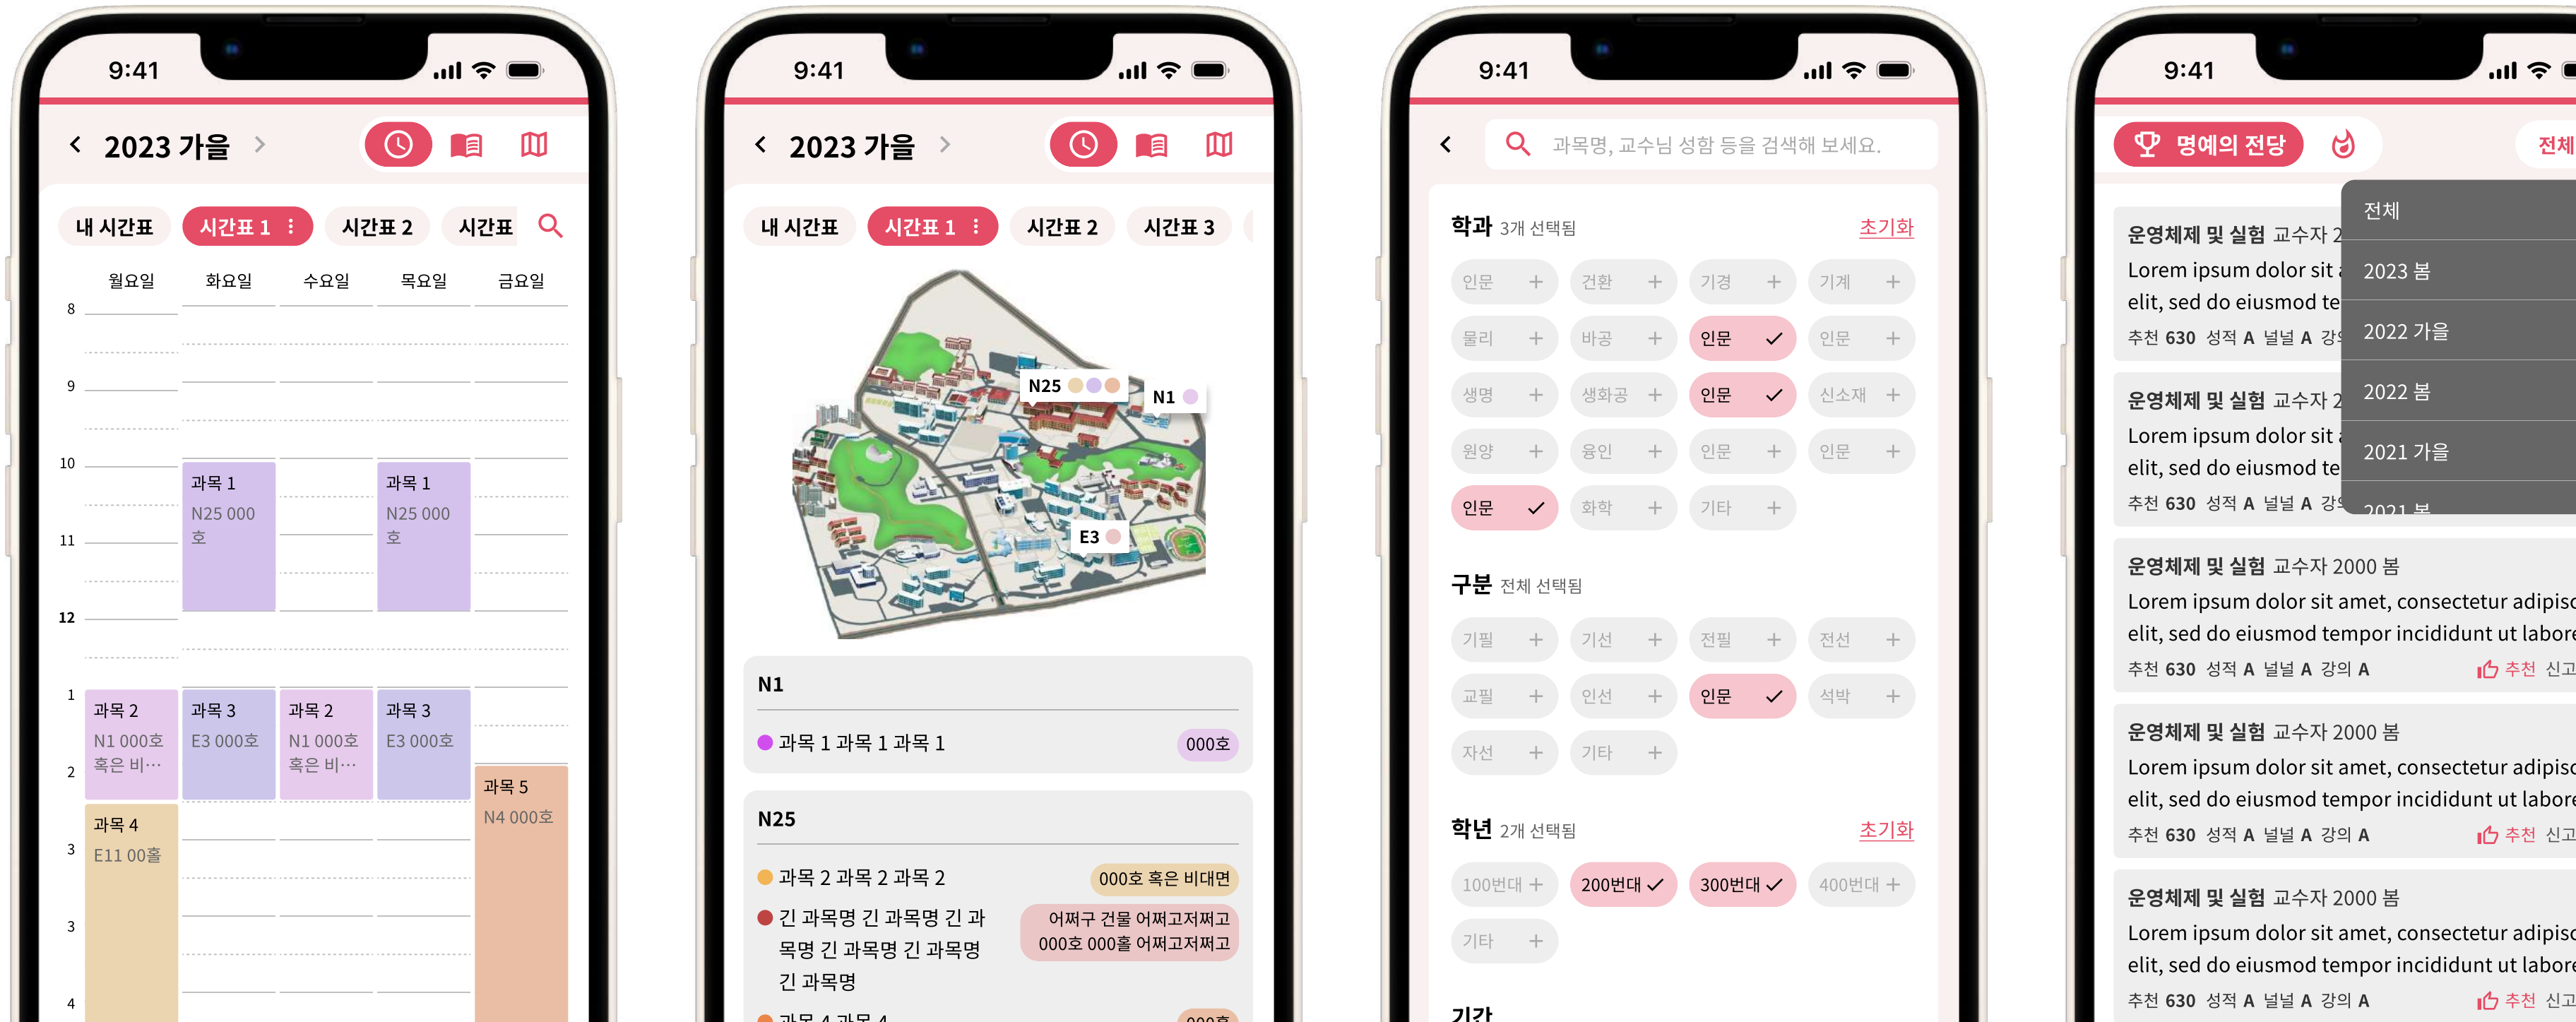 9:41
2023 가을
내 시간표 시간표 1 시간표 2 시간표
월요일 화요일 수요일 목요일 금요일
8
9
10
11
12
1
2
3
3
4
과목 1
N25 000
호
과목 1
N25 000
호
과목 2
N1 000호
혹은 비…
과목 3
E3 000호
과목 2
N1 000호
혹은 비…
과목 3
E3 000호
과목 5
N4 000호
과목 4
E11 00홀
9:41
2023 가을
내 시간표 시간표 1 시간표 2 시간표 3
N25
N1
E3
N1
과목 1 과목 1 과목 1 000호
N25
과목 2 과목 2 과목 2 000호 혹은 비대면
긴 과목명 긴 과목명 긴 과
목명 긴 과목명 긴 과목명
긴 과목명
어쩌구 건물 어쩌고저쩌고
000호 000홀 어쩌고저쩌고
과목 4 과목 4 000홀
9:41
과목명, 교수님 성함 등을 검색해 보세요.
학과 3개 선택됨 초기화
인문 건환 기경 기계
물리 바공 인문 인문
생명 생화공 인문 신소재
원양 융인 인문 인문
인문 화학 기타
구분 전체 선택됨
기필 기선 전필 전선
교필 인선 인문 석박
자선 기타
학년 2개 선택됨 초기화
100번대 200번대 300번대 400번대
기타
기간
9:41
명예의 전당 전체
전체
2023 봄
2022 가을
2022 봄
2021 가을
2021 봄
운영체제 및 실험 교수자 2
Lorem ipsum dolor sit
elit, sed do eiusmod te
추천 630 성적 A 널널 A 강
운영체제 및 실험 교수자 2
Lorem ipsum dolor sit
elit, sed do eiusmod te
추천 630 성적 A 널널 A 강
운영체제 및 실험 교수자 2000 봄
Lorem ipsum dolor sit amet, consectetur adipisc
elit, sed do eiusmod tempor incididunt ut labore
추천 630 성적 A 널널 A 강의 A 추천 신고
운영체제 및 실험 교수자 2000 봄
Lorem ipsum dolor sit amet, consectetur adipisc
elit, sed do eiusmod tempor incididunt ut labore
추천 630 성적 A 널널 A 강의 A 추천 신고
운영체제 및 실험 교수자 2000 봄
Lorem ipsum dolor sit amet, consectetur adipisc
elit, sed do eiusmod tempor incididunt ut labore
추천 630 성적 A 널널 A 강의 A 추천 신고